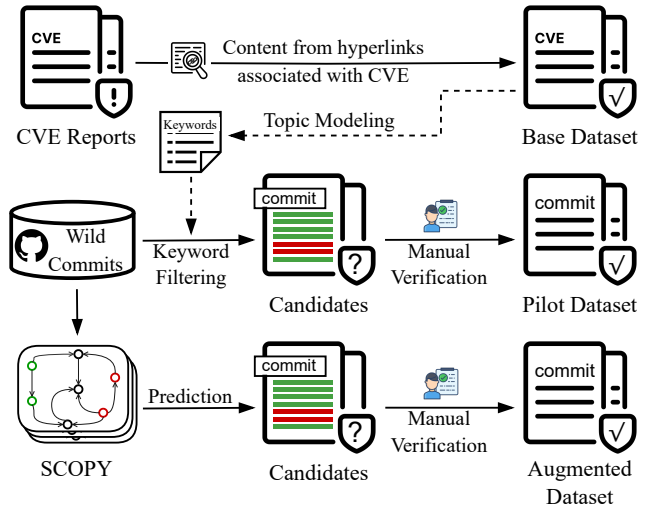 CVE
CVE Reports
Content from hyperlinks
associated with CVE
CVE
✓
Base Dataset
Keywords
Topic Modeling
Wild
Commits
Keyword
Filtering
commit
?
Candidates
Manual
Verification
commit
✓
Pilot Dataset
SCOPY
Prediction
commit
?
Candidates
Manual
Verification
commit
✓
Augmented
Dataset